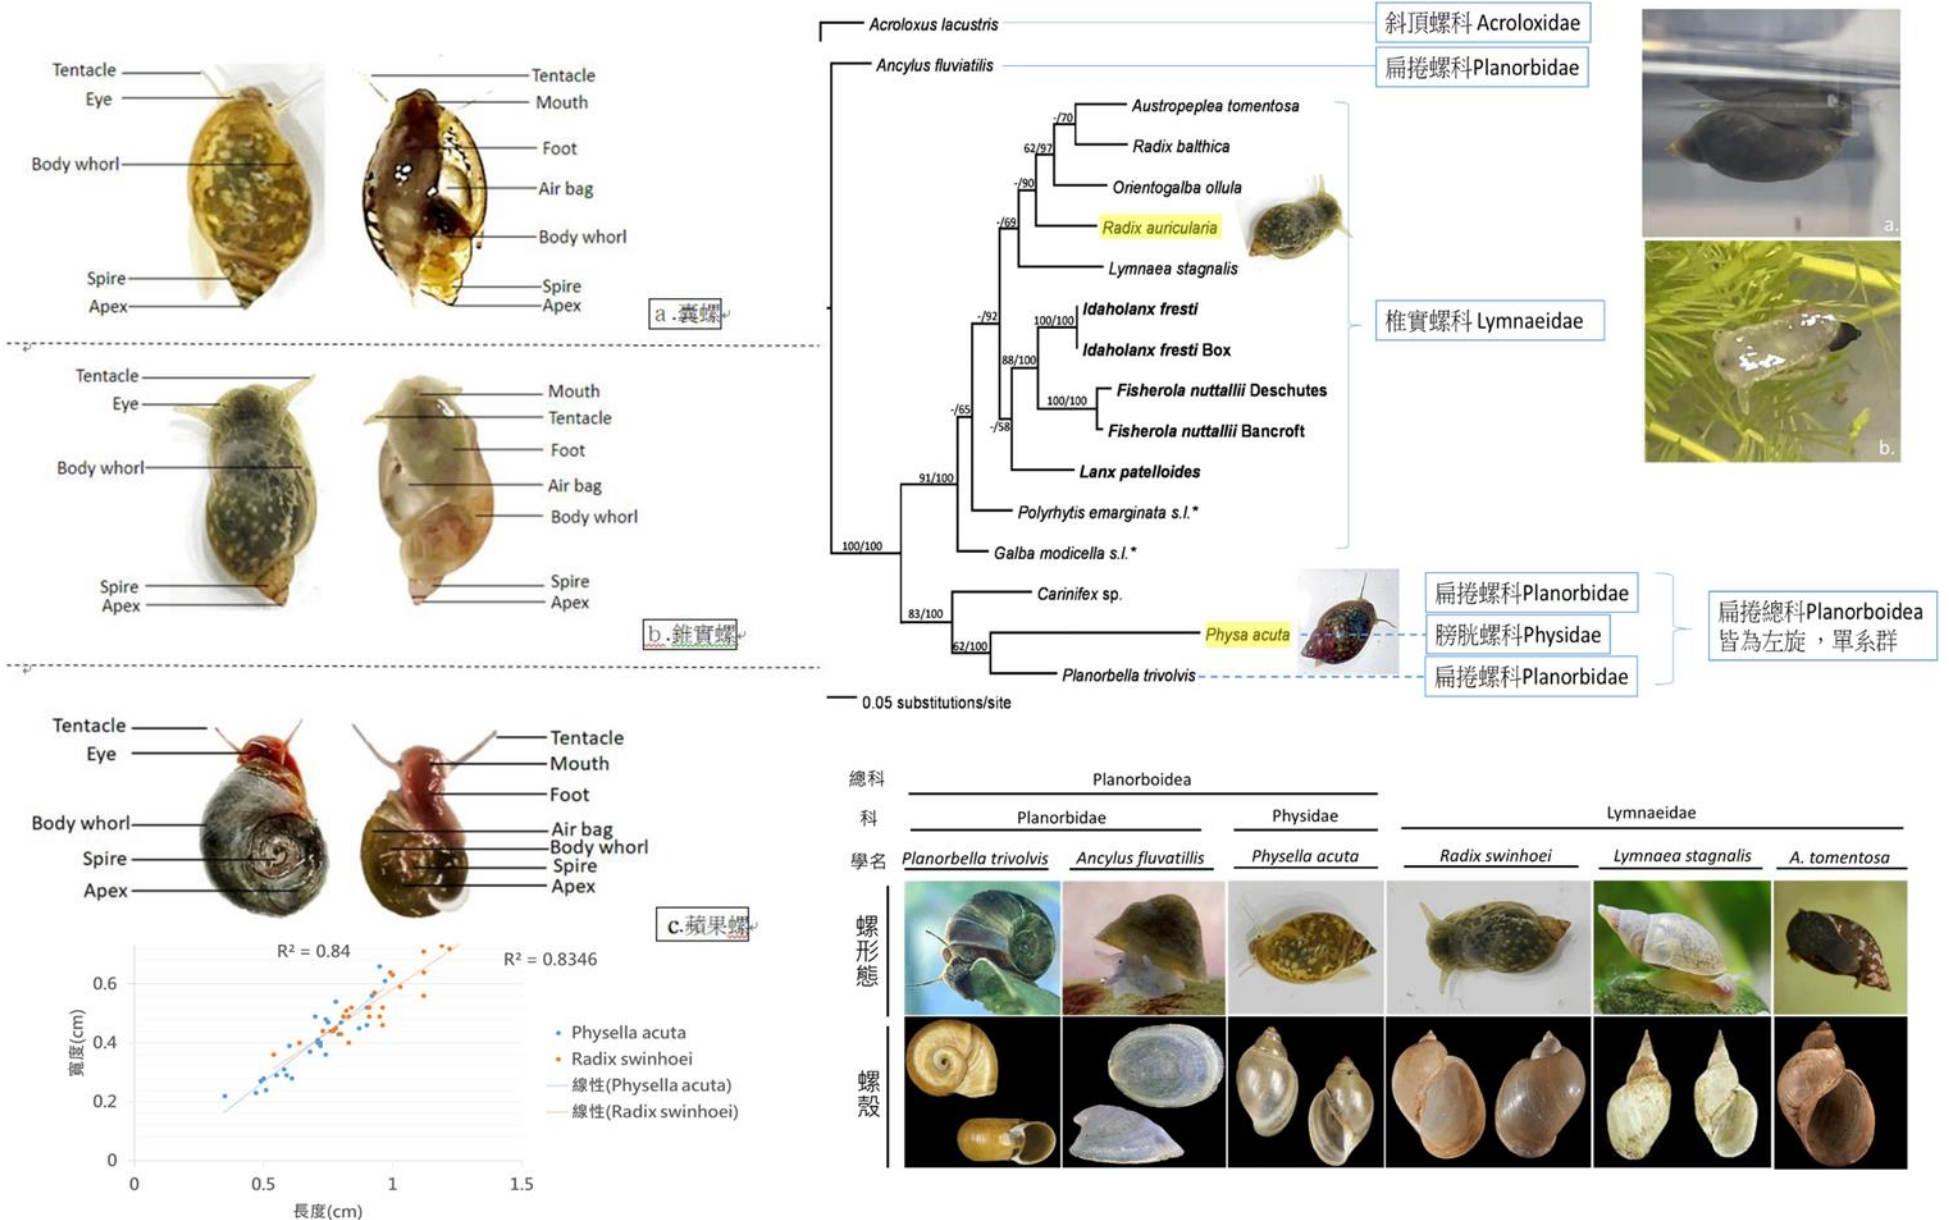 Tentacle
Eye
Body whorl
Spire
Apex
Tentacle
Mouth
Foot
Air bag
Body whorl
Spire
Apex
a.囊螺
Tentacle
Eye
Body whorl
Spire
Apex
Mouth
Tentacle
Foot
Air bag
Body whorl
Spire
Apex
b.錐實螺
Tentacle
Eye
Body whorl
Spire
Apex
Tentacle
Mouth
Foot
Air bag
Body whorl
Spire
Apex
c.蘋果螺
R² = 0.84
R² = 0.8346
0.6
0.4
0.2
0
0
0.5
1
1.5
寬度(cm)
長度(cm)
Physella acuta
Radix swinhoei
線性(Physella acuta)
線性(Radix swinhoei)
Acroloxus lacustris
斜頂螺科 Acroloxidae
Ancylus fluviatilis
扁捲螺科Planorbidae
-/70
Austropeplea tomentosa
62/97
Radix balthica
-/90
Orientogalba ollula
-/69
Radix auricularia
Lymnaea stagnalis
-/92
100/100
Idaholanx fresti
椎實螺科 Lymnaeidae
88/100
Idaholanx fresti Box
Fisherola nuttallii Deschutes
-/65
100/100
-/58
Fisherola nuttallii Bancroft
91/100
Lanx patelloides
Polyrhytis emarginata s.l.*
100/100
Galba modicella s.l.*
83/100
Carinifex sp.
扁捲螺科Planorbidae
62/100
Physa acuta
膀胱螺科Physidae
Planorbella trivolvis
扁捲螺科Planorbidae
扁捲總科Planorboidea
皆為左旋，單系群
0.05 substitutions/site
a.
b.
總科
Planorboidea
科
Planorbidae
Physidae
Lymnaeidae
學名
Planorbella trivolvis
Ancylus fluvatillis
Physella acuta
Radix swinhoei
Lymnaea stagnalis
A. tomentosa
螺形態
螺殼